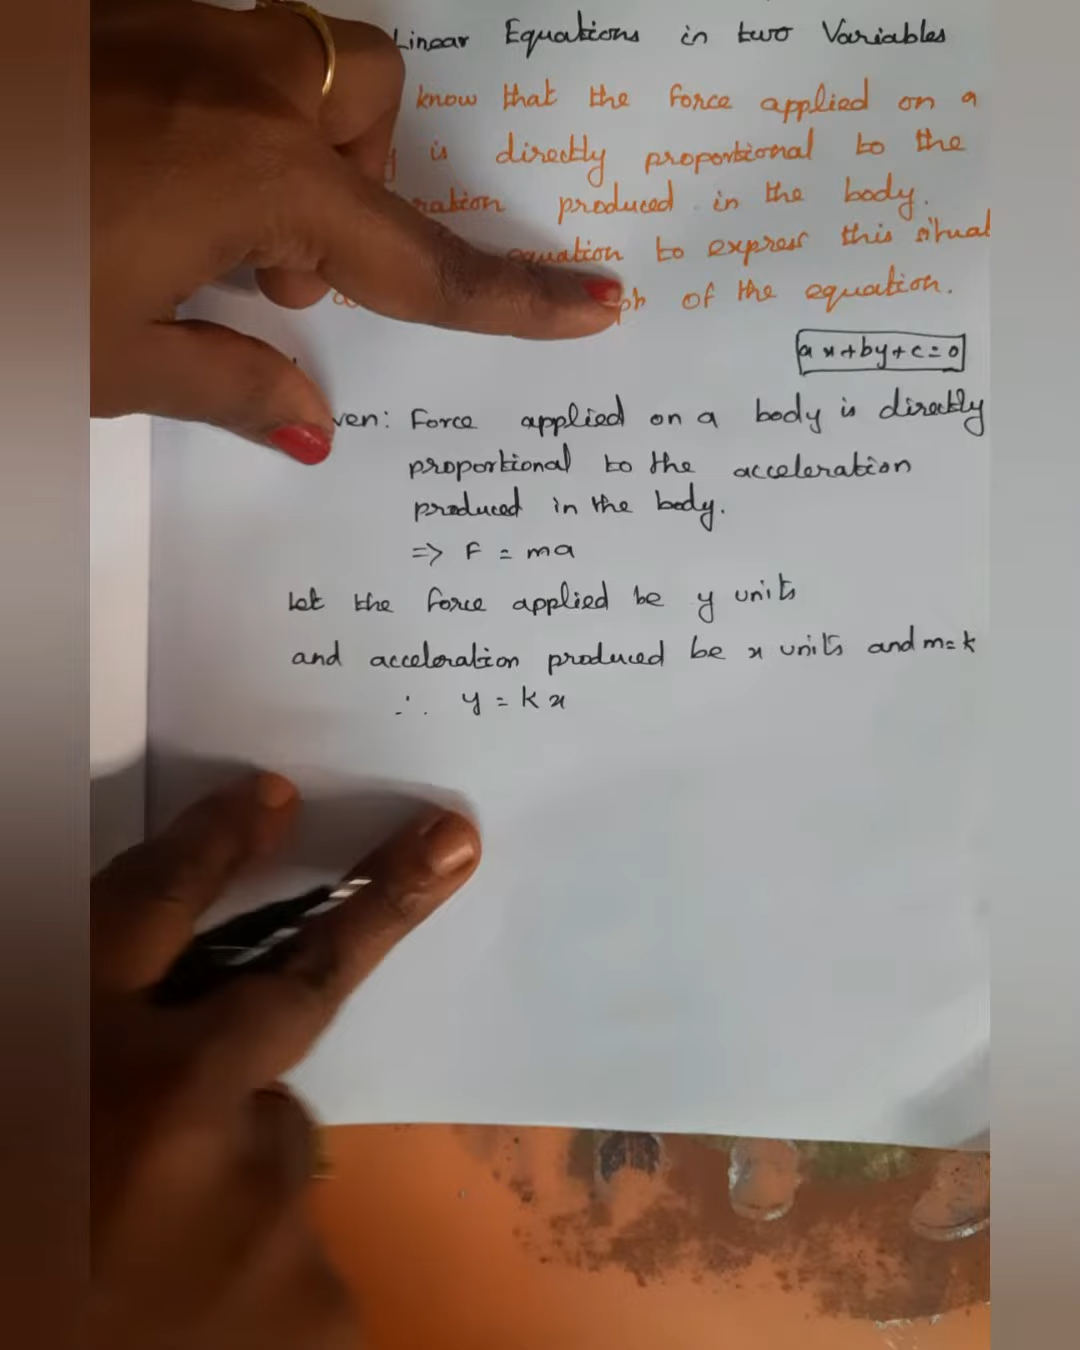 Linear Equations in two Variables
know that the force applied on a
is directly proportional to the
produced in the body.
equation to express this situat
of the equation.
ax+by+c=0
Force applied on a body is directly
proportional to the acceleration
produced in the body.
=> F = ma
Let the force applied be y units
and acceleration produced be x units and m=k
∴ y = kx